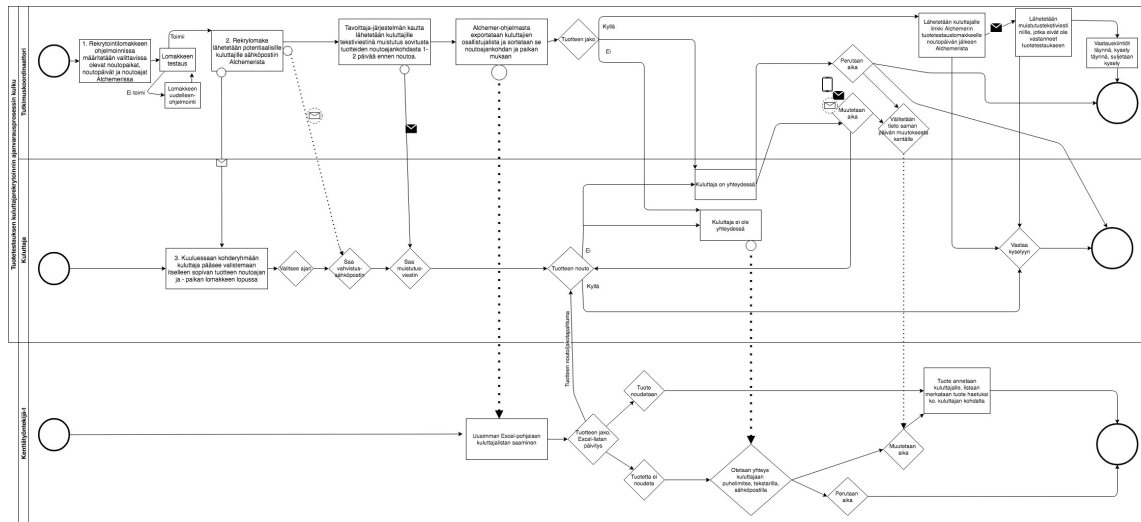 Tuotetestauksen kuluttajarekrytoinnin ajanvarausprosessin kulku
Tutkimuskoordinaattori
1. Rekrytointilomakkeen
ohjelmoinnissa
määritetään valittavissa
olevat noutopaikat,
noutopäivät ja noutoajat
Alchemerissa
Toimii
Lomakkeen
testaus
Ei toimi
Lomakkeen
uudelleen-
ohjelmointi
2. Rekrylomake
lähetetään potentiaalisille
kuluttajille sähköpostiin
Alchemerista
Tavoittaja-järjestelmän kautta
lähetetään kuluttajille
tekstiviestinä muistutus sovitusta
tuotteiden noutoajankohdasta 1-
2 päivää ennen noutoa.
Alchemer-ohjelmasta
exportataan kuluttajien
osallistujalista ja sortataan se
noutoajankohdan ja paikan
mukaan
Tuotteen jako
Kyllä
Ei
Perutaan
aika
Muutetaan
aika
Välitetään
tieto saman
päivän muutoksesta
kentälle
Lähetetään kuluttajalle
linkki Alchemerin
tuotetestauslomakkeelle
noutopäivän jälkeen
Alchemerista
Lähetetään
muistutustekstiviesti
niille, jotka eivät ole
vastanneet
tuotetestaukseen
Vastauskiintiöt
täynnä, kysely
täynnä, suljetaan
kysely
Kuluttaja
Kuluttaja on yhteydessä
Kuluttaja ei ole
yhteydessä
3. Kuuluessaan kohderyhmään
kuluttaja pääsee valistemaan
itselleen sopivan tuotteen noutoajan
ja - paikan lomakkeen lopussa
Valitsee ajan
Saa
vahvistus-
sähköpostin
Saa
muistutus-
viestin
Tuotteen nouto
Ei
Kyllä
Vastaa
kyselyyn
Tuotteen nouto/jakotapahtuma
Kenttätyöntekijä-t
Uusimman Excel-pohjaisen
kuluttajalistan saaminen
Tuotteen jako,
Excel-listan
päivitys
Tuote
noudetaan
Tuotetta ei
noudeta
Otetaan yhteys
kuluttajaan
puhelimitse, tekstarilla,
sähköpostilla
Muutetaan
aika
Perutaan
aika
Tuote annetaan
kuluttajalle, listaan
merkataan tuote haetuksi
ko. kuluttajan kohdalta